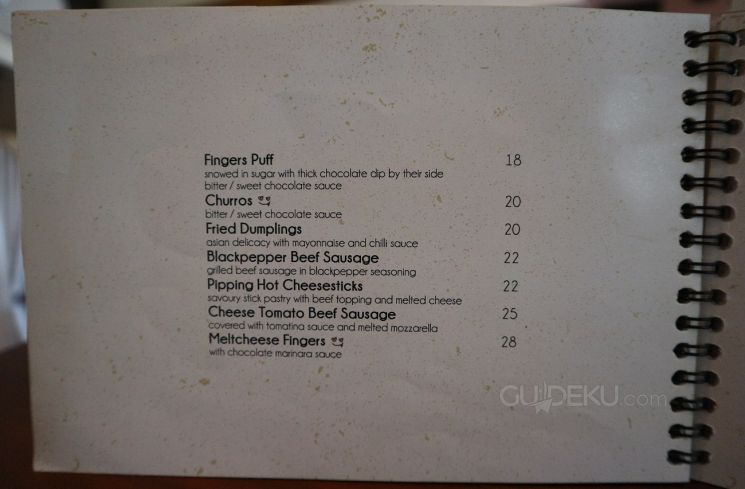 Fingers Puff 18
snowed in sugar with thick chocolate dip by their side
bitter / sweet chocolate sauce
Churros 20
bitter / sweet chocolate sauce
Fried Dumplings 20
asian delicacy with mayonnaise and chilli sauce
Blackpepper Beef Sausage 22
grilled beef sausage in blackpepper seasoning
Pipping Hot Cheesesticks 22
savoury stick pastry with beef topping and melted cheese
Cheese Tomato Beef Sausage 25
covered with tomatina sauce and melted mozzarella
Meltcheese Fingers 28
with chocolate marinara sauce
GUIDEKU.com